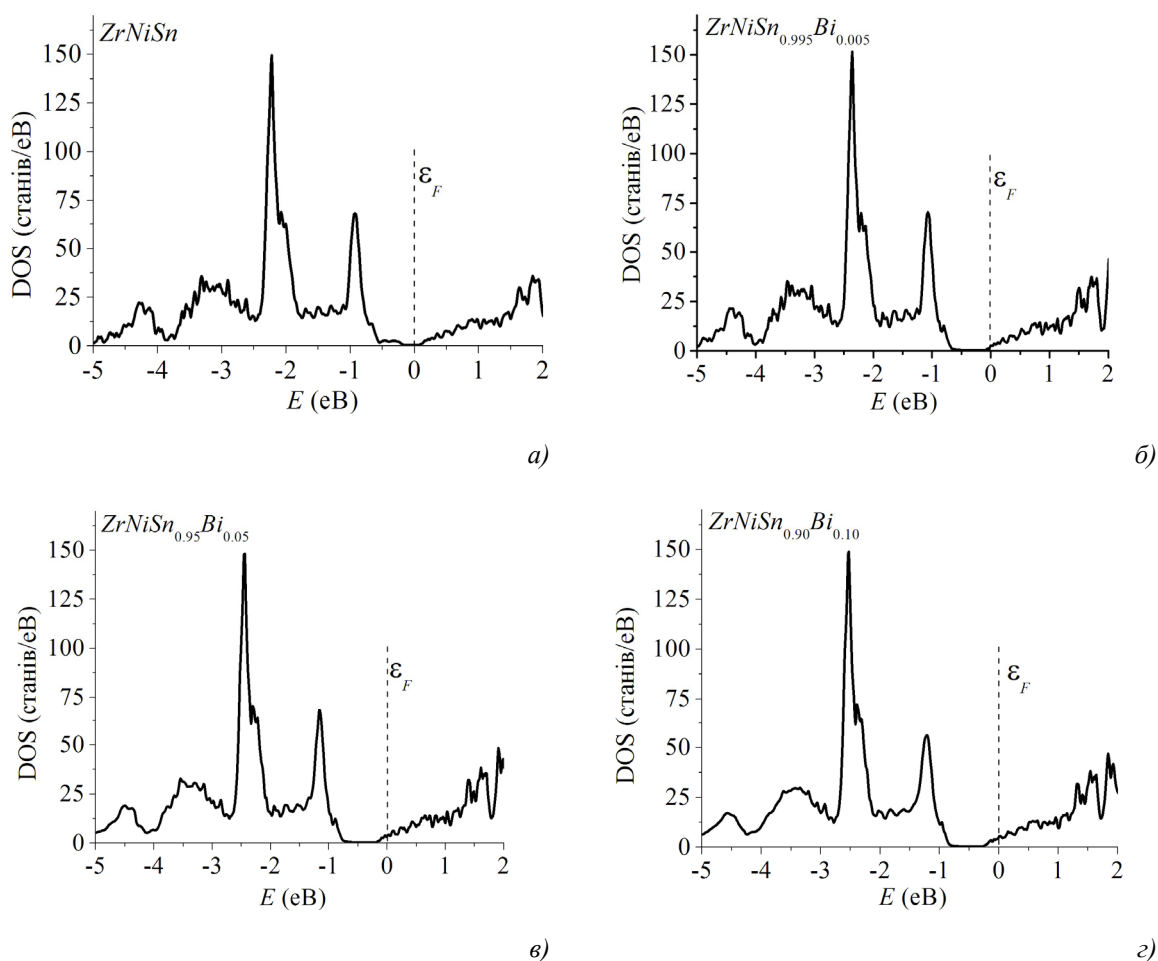 ZrNiSn
150
125
100
75
50
25
0
DOS (станів/еВ)
ε_F
-5 -4 -3 -2 -1 0 1 2
E (еВ)
а)
ZrNiSn0.995Bi0.005
150
125
100
75
50
25
0
DOS (станів/еВ)
ε_F
-5 -4 -3 -2 -1 0 1 2
E (еВ)
б)
ZrNiSn0.95Bi0.05
150
125
100
75
50
25
0
DOS (станів/еВ)
ε_F
-5 -4 -3 -2 -1 0 1 2
E (еВ)
в)
ZrNiSn0.90Bi0.10
150
125
100
75
50
25
0
DOS (станів/еВ)
ε_F
-5 -4 -3 -2 -1 0 1 2
E (еВ)
г)